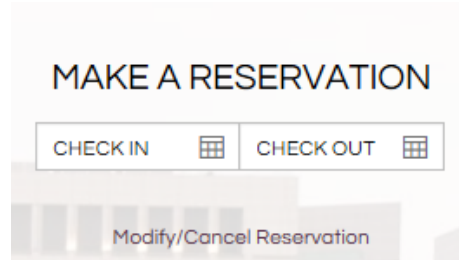 MAKE A RESERVATION
CHECK IN CHECK OUT
Modify/Cancel Reservation